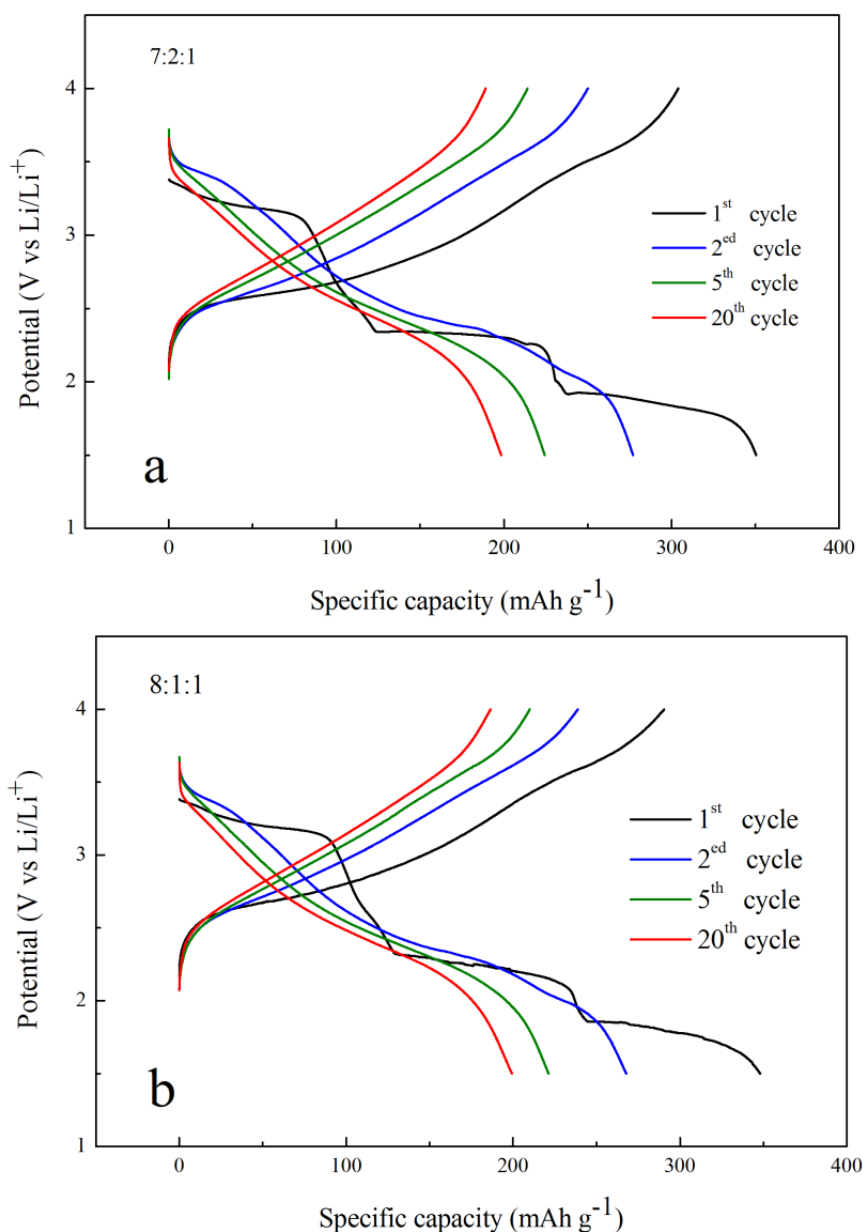 7:2:1
4
3
2
1
Potential (V vs Li/Li⁺)
1ˢᵗ cycle
2ᵉᵈ cycle
5ᵗʰ cycle
20ᵗʰ cycle
a
0 100 200 300 400
Specific capacity (mAh g⁻¹)
8:1:1
4
3
2
1
Potential (V vs Li/Li⁺)
1ˢᵗ cycle
2ᵉᵈ cycle
5ᵗʰ cycle
20ᵗʰ cycle
b
0 100 200 300 400
Specific capacity (mAh g⁻¹)